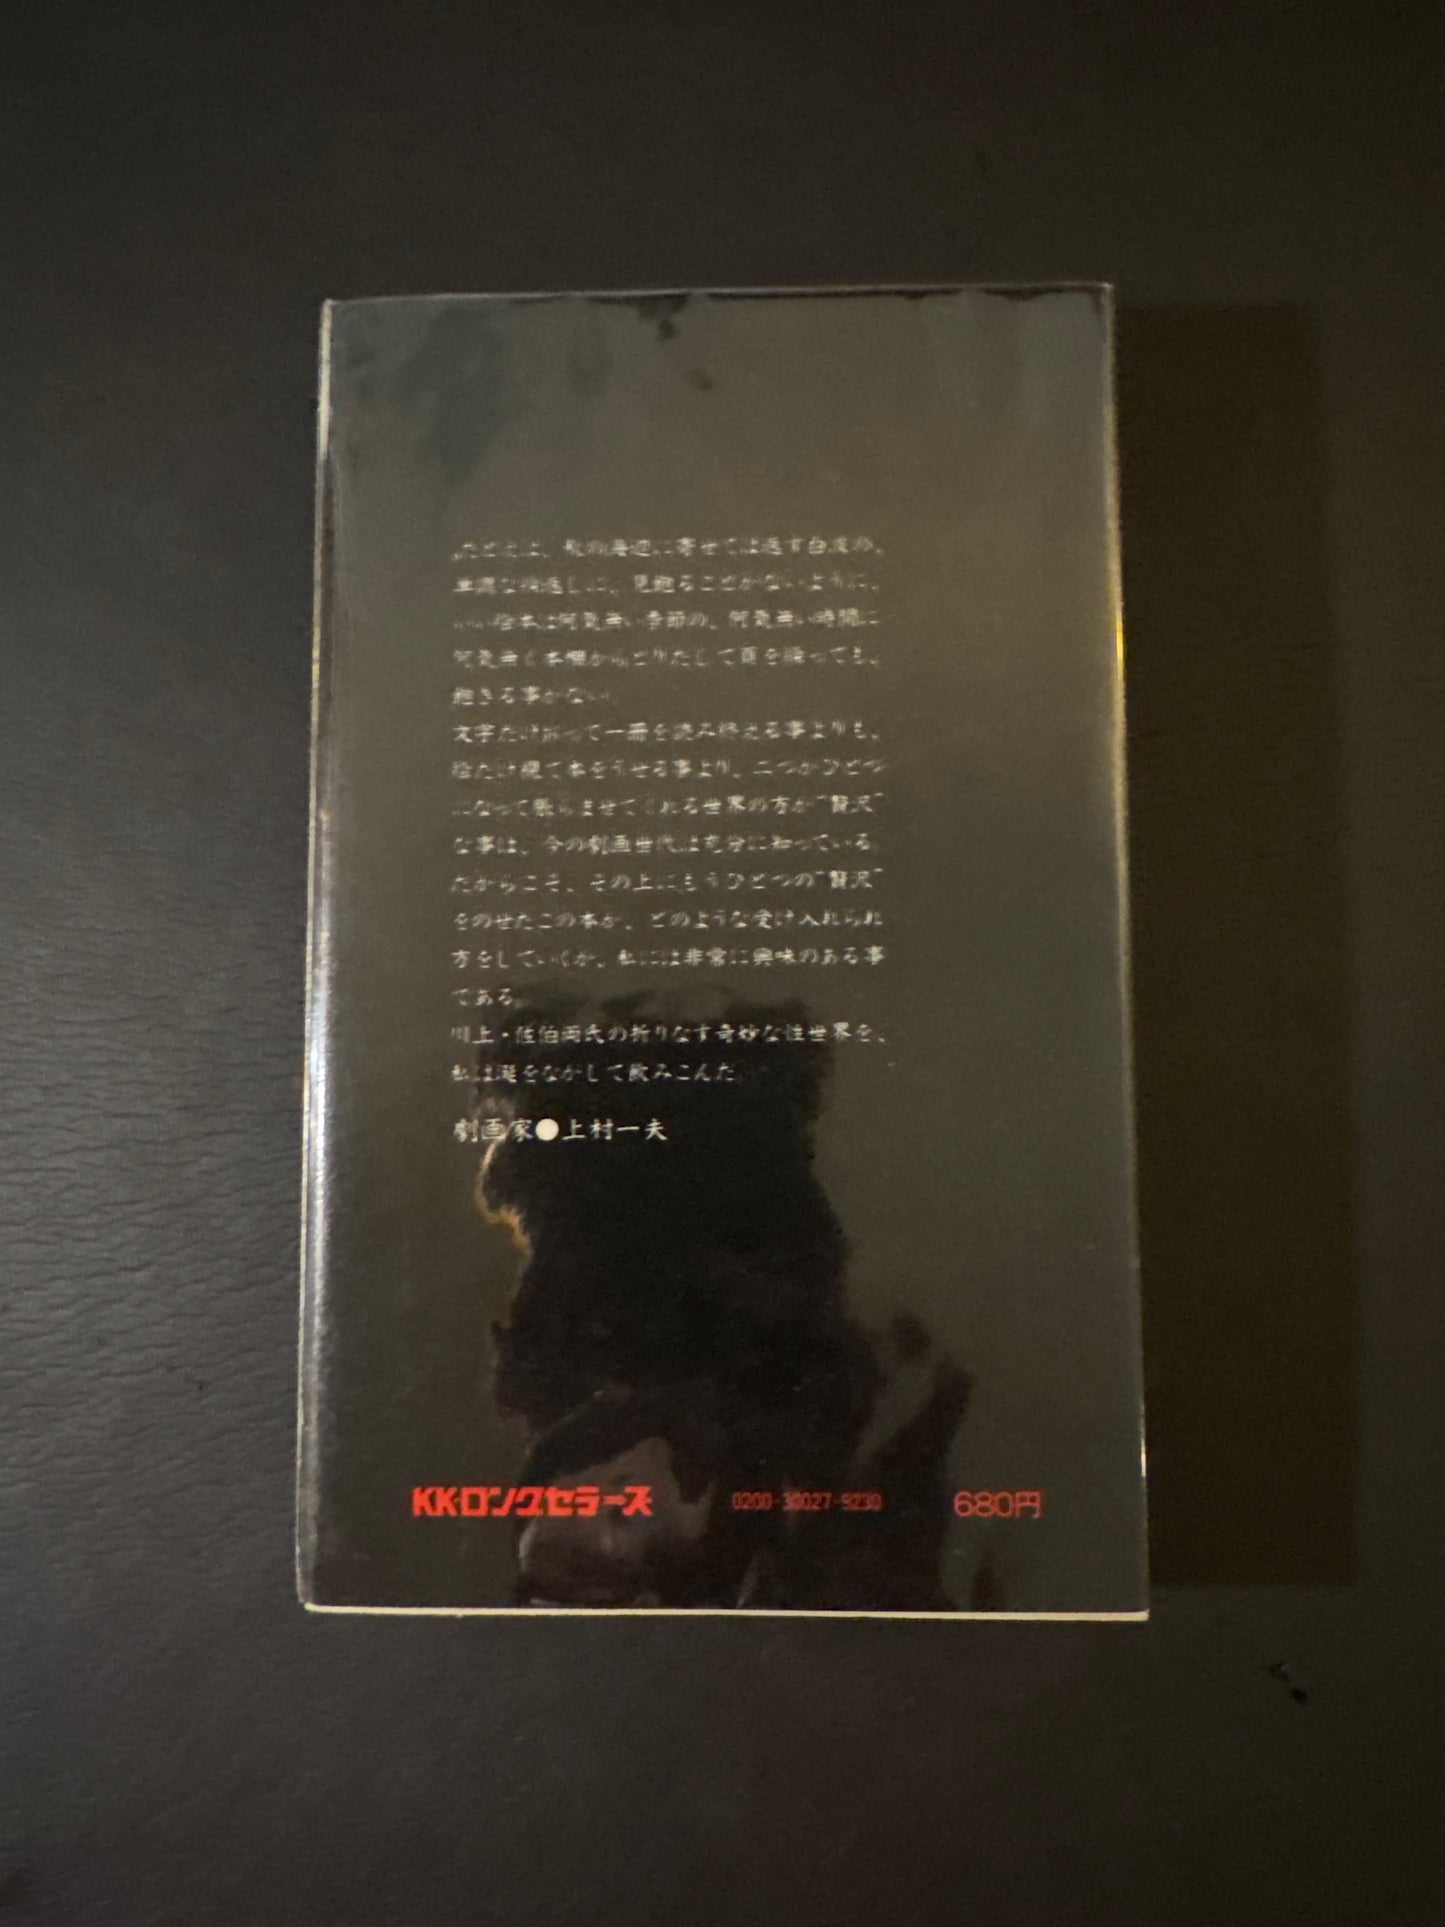 たとえば、秋の海辺に寄せては返す白波の、
単調な繰返しに、見飽ることがないように、
いい絵本は何気無い季節の、何気無い時間に
何気無く本棚からとりだして頁を操っても、
飽きる事がない。
文字だけ拾って一冊を読み終える事よりも、
絵だけ観て本をうせる事より、二つがひとつ
になって膨らませてくれる世界の方が“贅沢”
な事は、今の劇画世代は充分に知っている。
だからこそ、その上にもうひとつの“贅沢”
をのせたこの本が、どのような受け入れられ
方をしていくか、私には非常に興味のある事
である。
川上・佐伯両氏の折りなす奇妙な性世界を、
私は涎をながして飲みこんだ。
劇画家●上村一夫
KKロングセラーズ 0200-30027-9230 680円